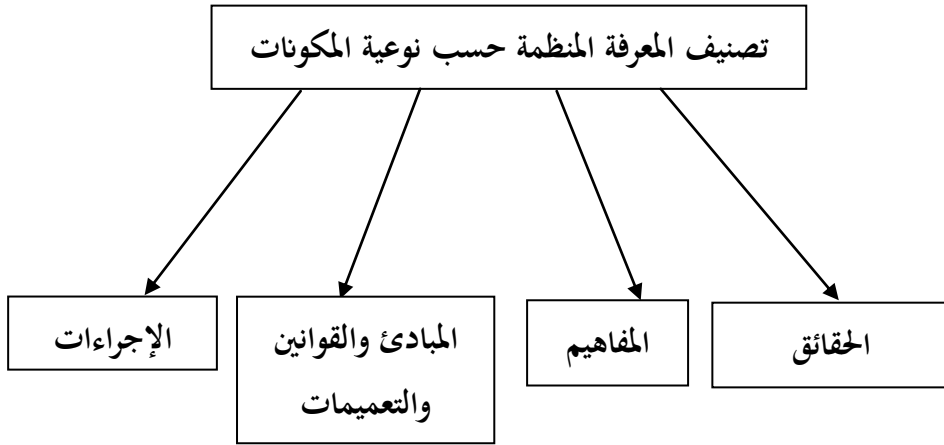 تصنيف المعرفة المنظمة حسب نوعية المكونات
الحقائق
المفاهيم
المبادئ والقوانين
والتعميمات
الإجراءات